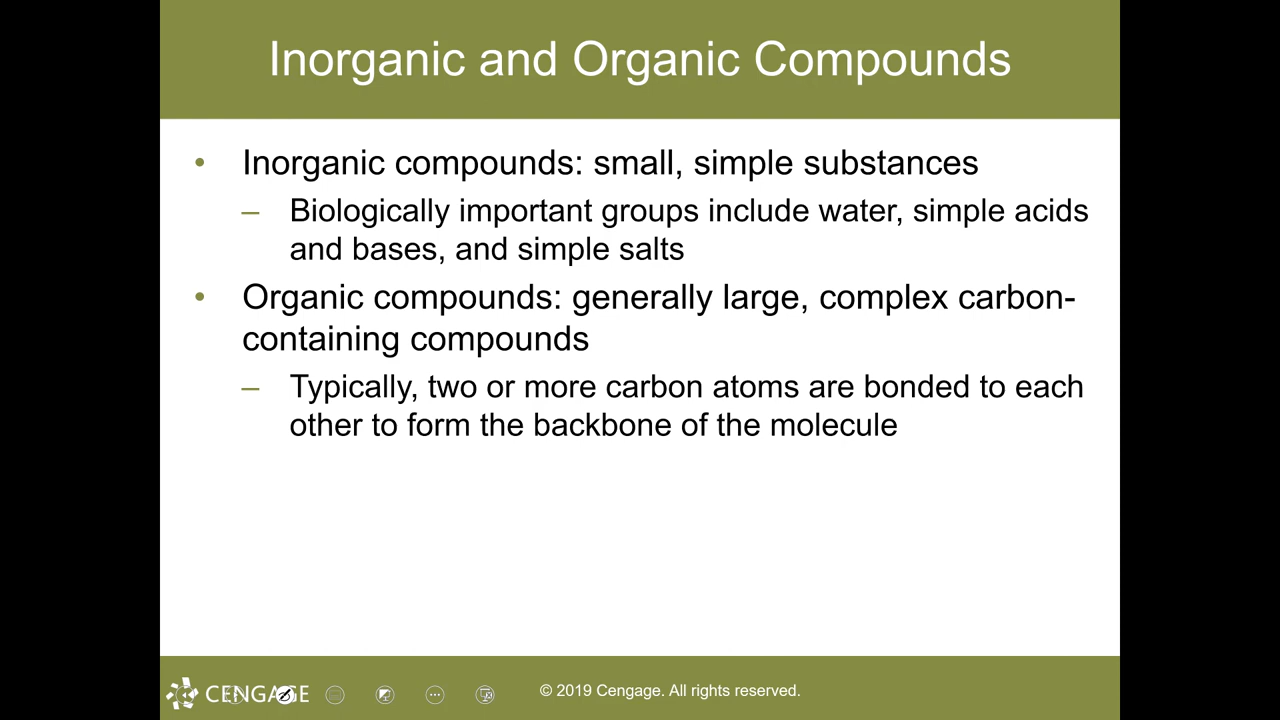 Inorganic and Organic Compounds
• Inorganic compounds: small, simple substances
– Biologically important groups include water, simple acids
and bases, and simple salts
• Organic compounds: generally large, complex carbon-
containing compounds
– Typically, two or more carbon atoms are bonded to each
other to form the backbone of the molecule
CENGAGE
© 2019 Cengage. All rights reserved.